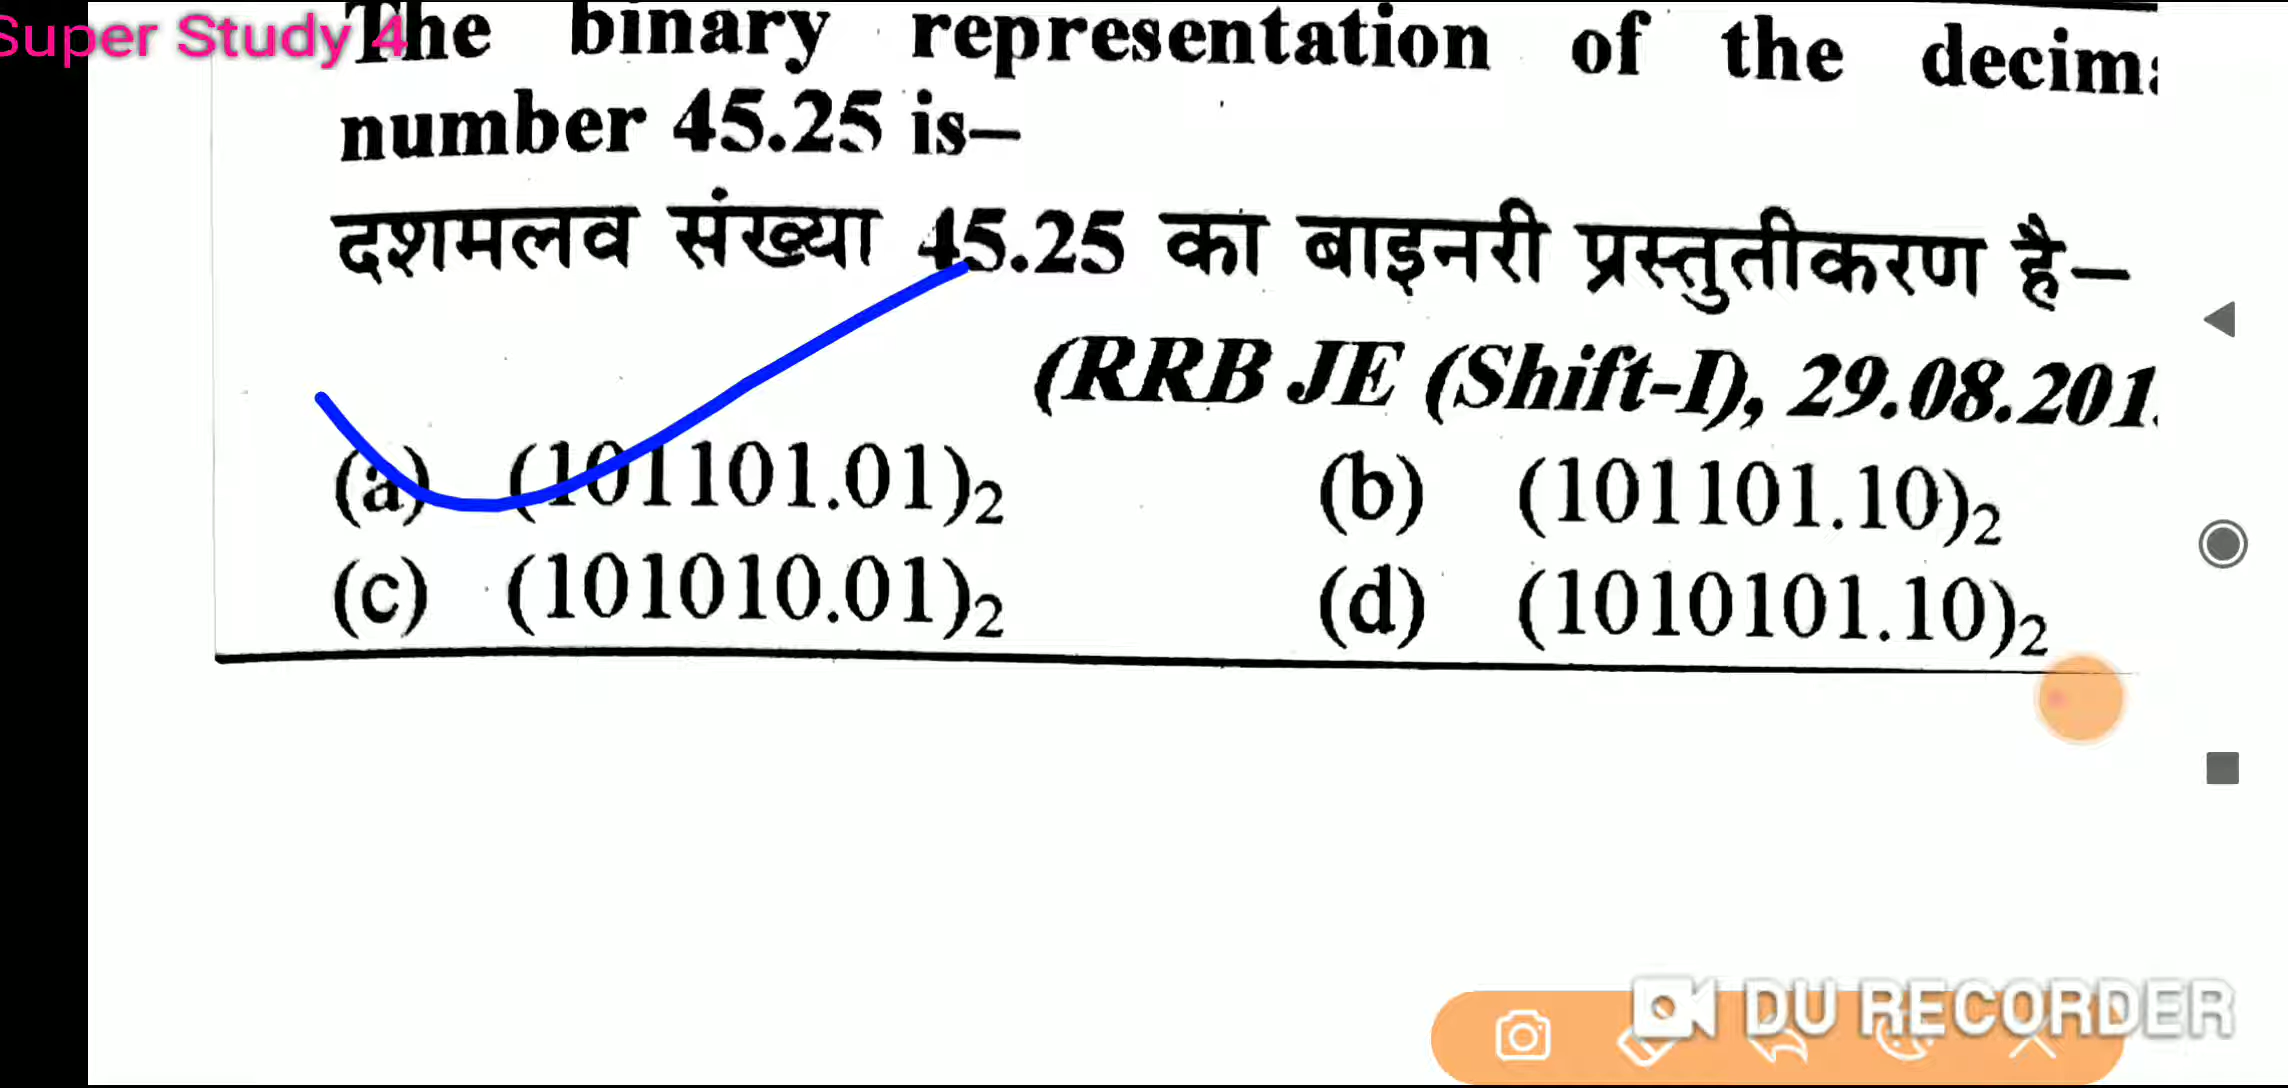 Super Study 4
The binary representation of the decima
number 45.25 is–
दशमलव संख्या 45.25 का बाइनरी प्रस्तुतीकरण है–
(RRB JE (Shift-I), 29.08.201
(a) (101101.01)2
(b) (101101.10)2
(c) (101010.01)2
(d) (1010101.10)2
DU RECORDER